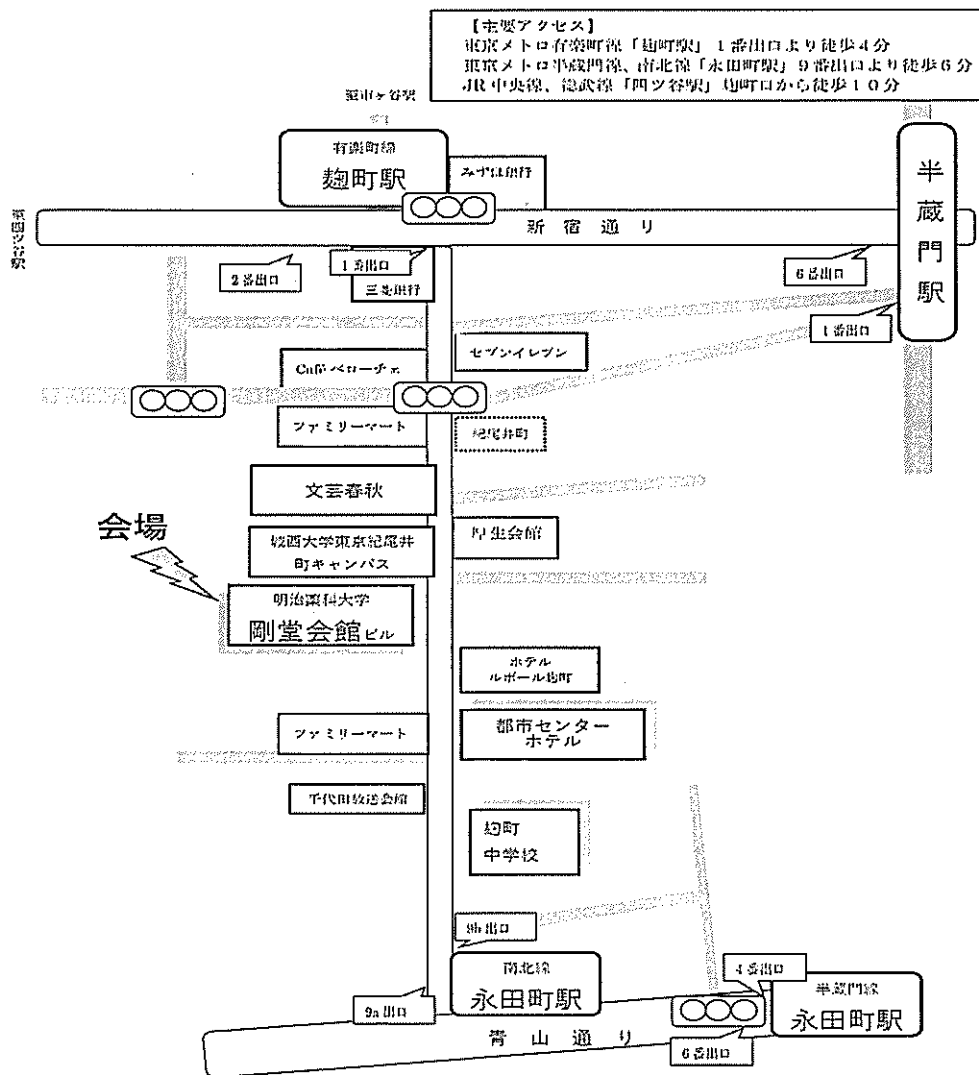 【主要アクセス】
東京メトロ有楽町線「麹町駅」1番出口より徒歩4分
東京メトロ半蔵門線、南北線「永田町駅」9番出口より徒歩6分
JR中央線、総武線「四ツ谷駅」麹町口から徒歩10分
至市ヶ谷駅
有楽町線
麹町駅
みずほ銀行
半蔵門駅
至四ツ谷駅
新宿通り
1番出口
2番出口
三菱銀行
6番出口
1番出口
セブンイレブン
Café ベローチェ
ファミリーマート
紀尾井町
文芸春秋
会場
城西大学東京紀尾井
町キャンパス
厚生会館
明治薬科大学
剛堂会館ビル
ホテル
ルポール麹町
ファミリーマート
都市センター
ホテル
千代田放送会館
麹町
中学校
9b出口
南北線
永田町駅
4番出口
半蔵門線
永田町駅
9a出口
青山通り
6番出口